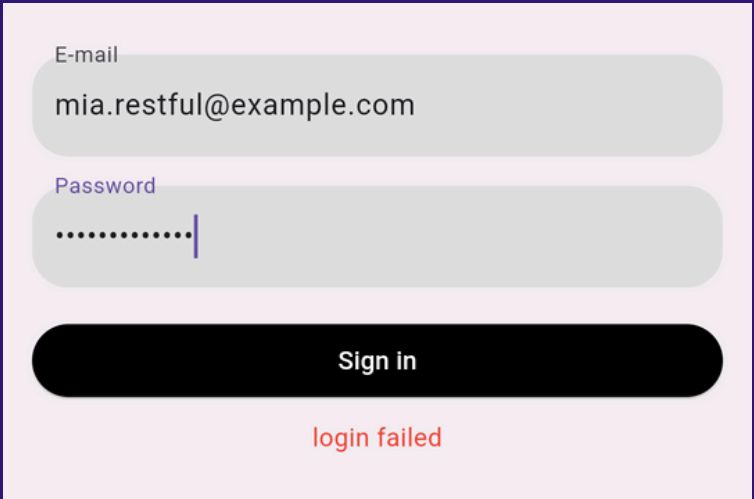 E-mail
mia.restful@example.com
Password
•••••••••••••
Sign in
login failed